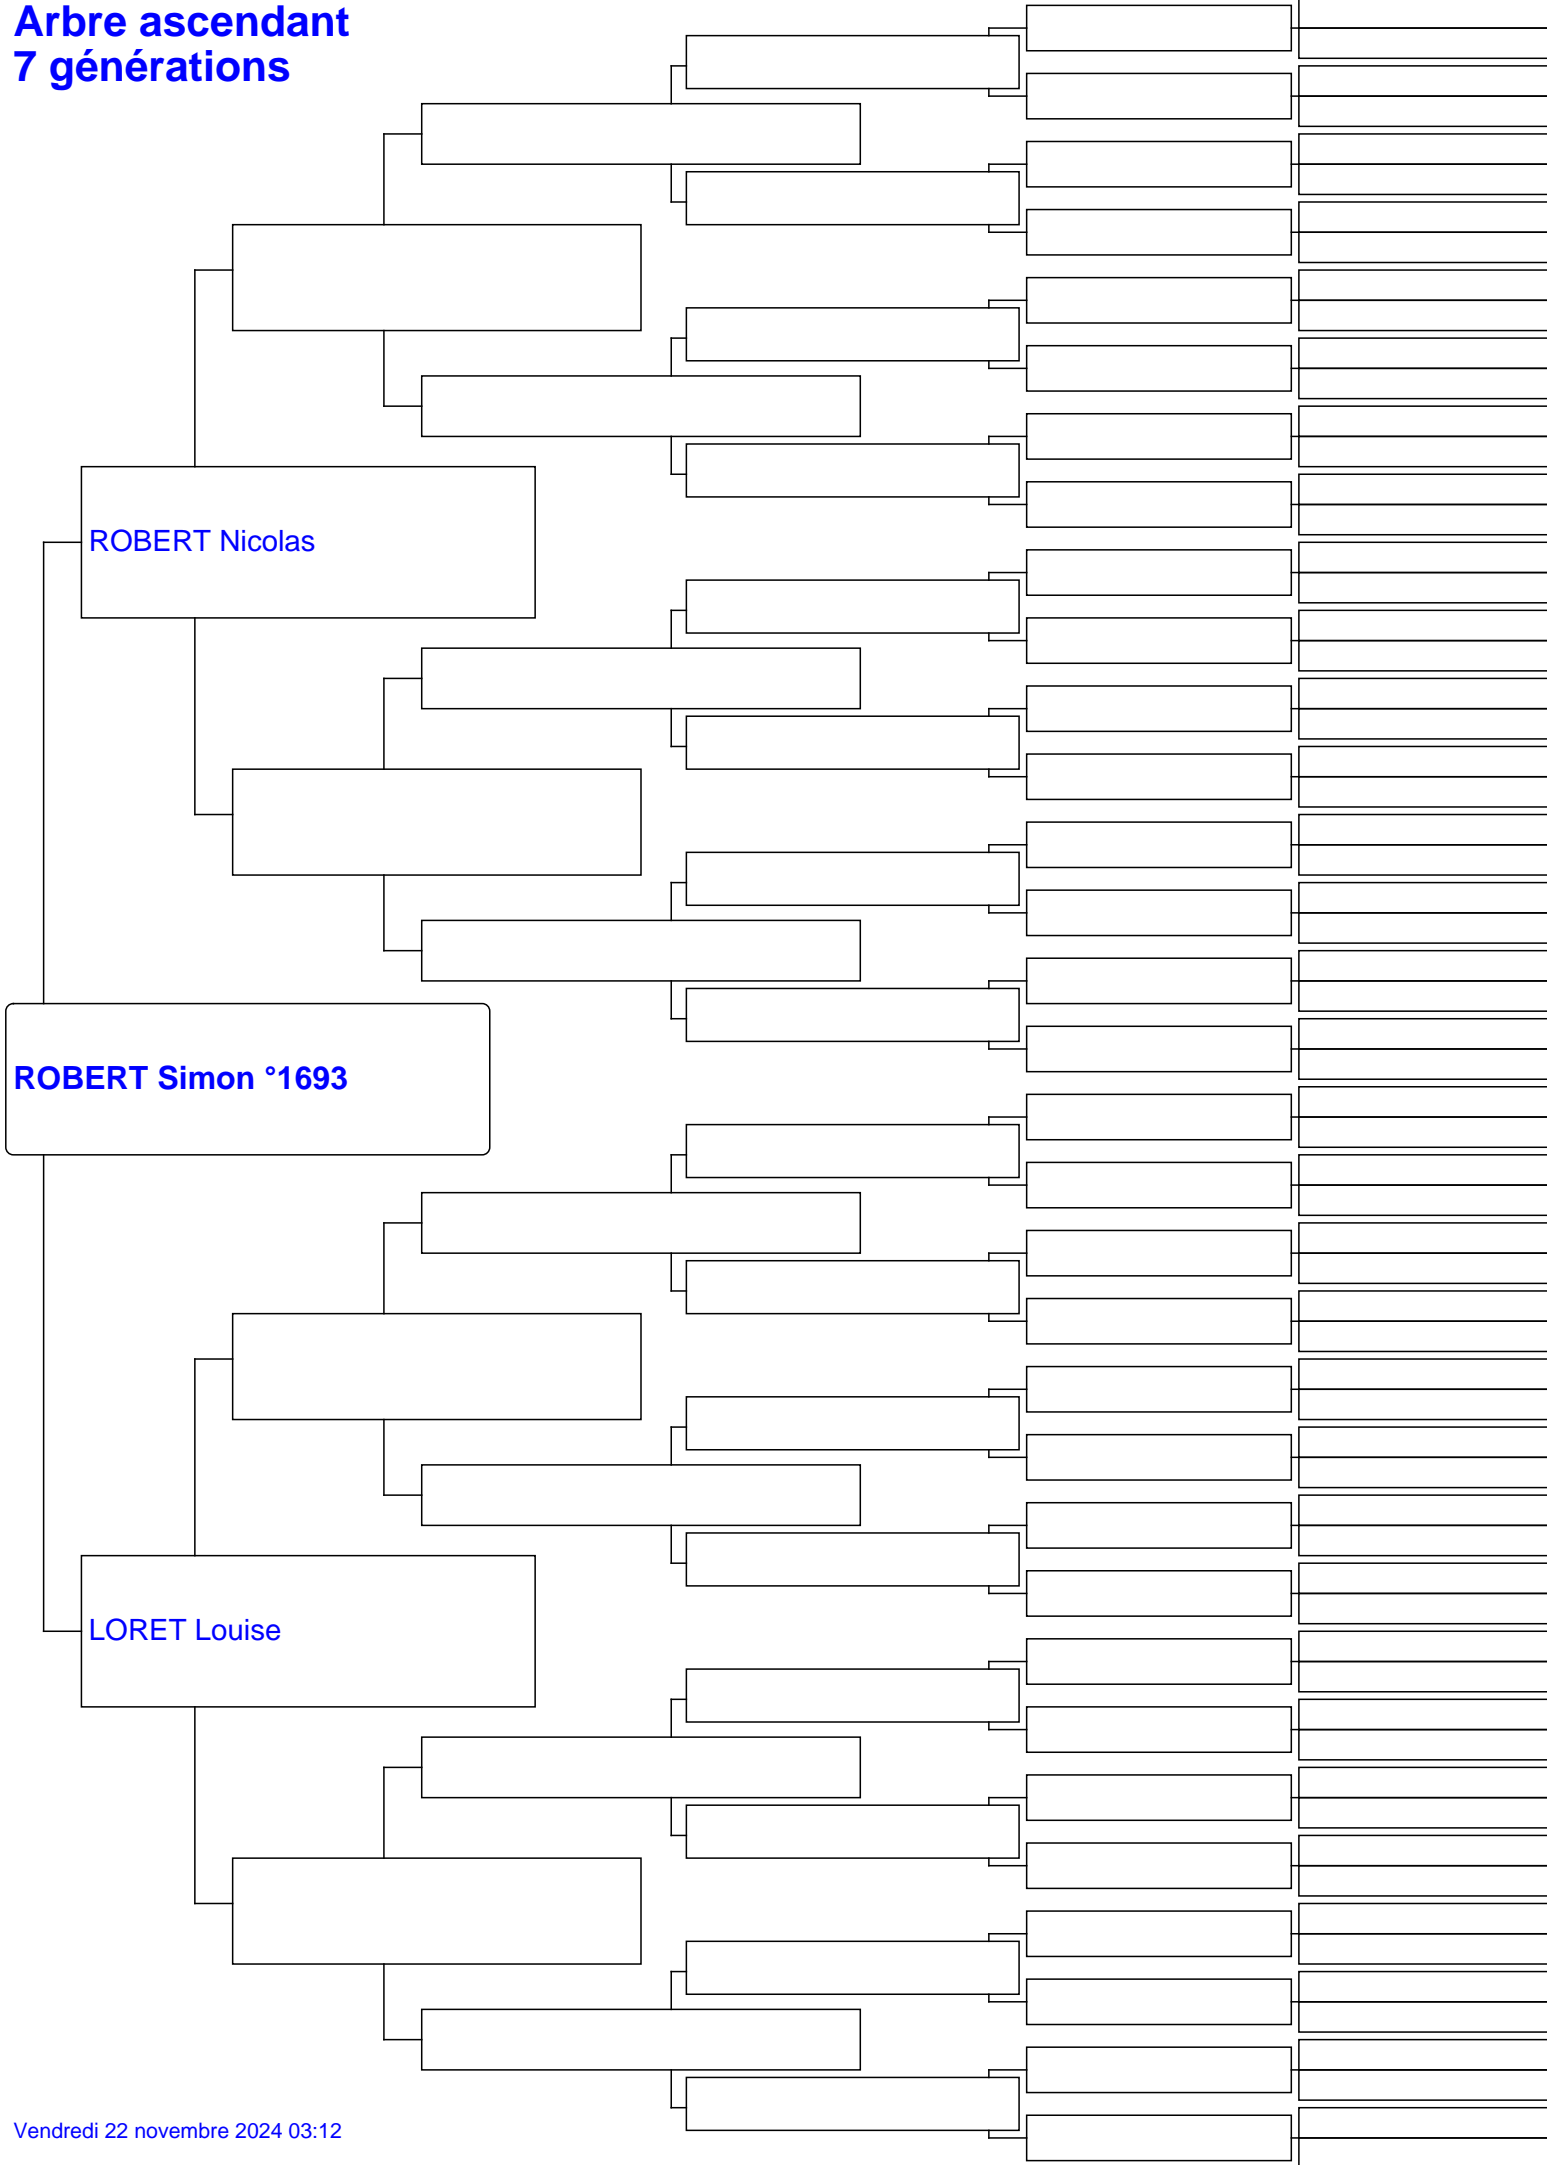 Arbre ascendant
7 générations
ROBERT Nicolas
ROBERT Simon °1693
LORET Louise
Vendredi 22 novembre 2024 03:12